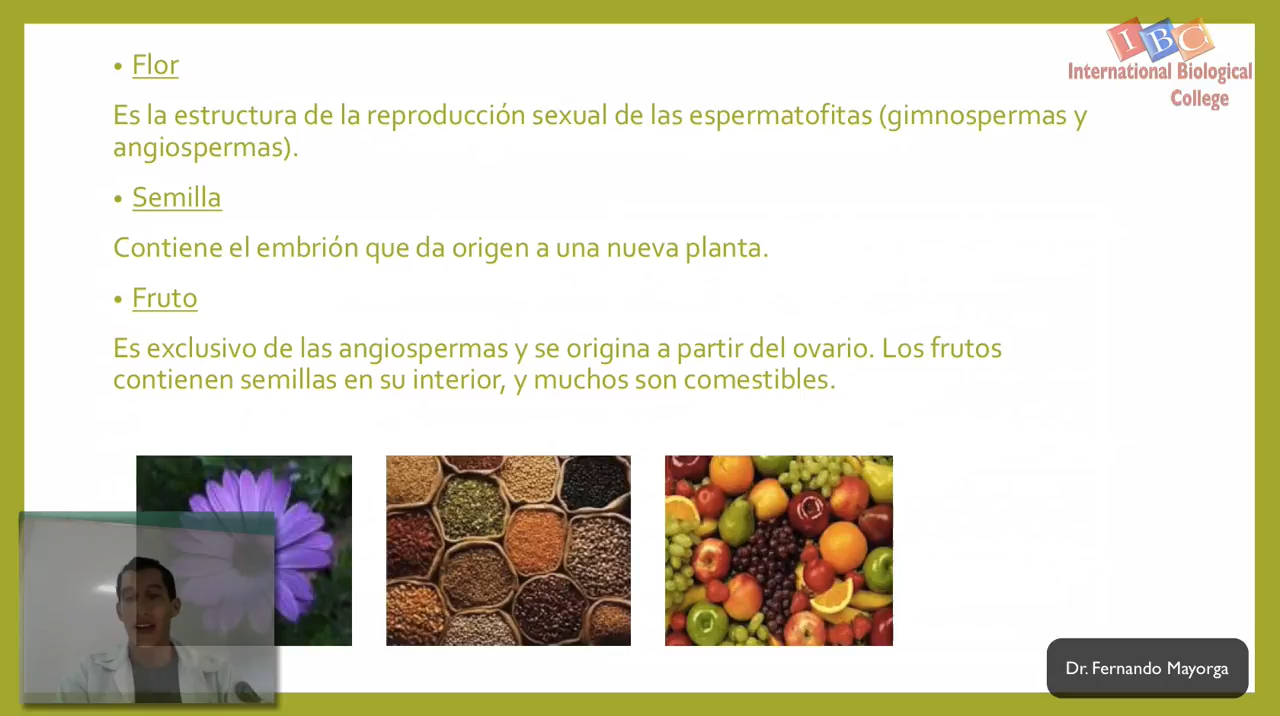 • Flor
Es la estructura de la reproducción sexual de las espermatofitas (gimnospermas y
angiospermas).
• Semilla
Contiene el embrión que da origen a una nueva planta.
• Fruto
Es exclusivo de las angiospermas y se origina a partir del ovario. Los frutos
contienen semillas en su interior, y muchos son comestibles.
IBC
International Biological
College
Dr. Fernando Mayorga